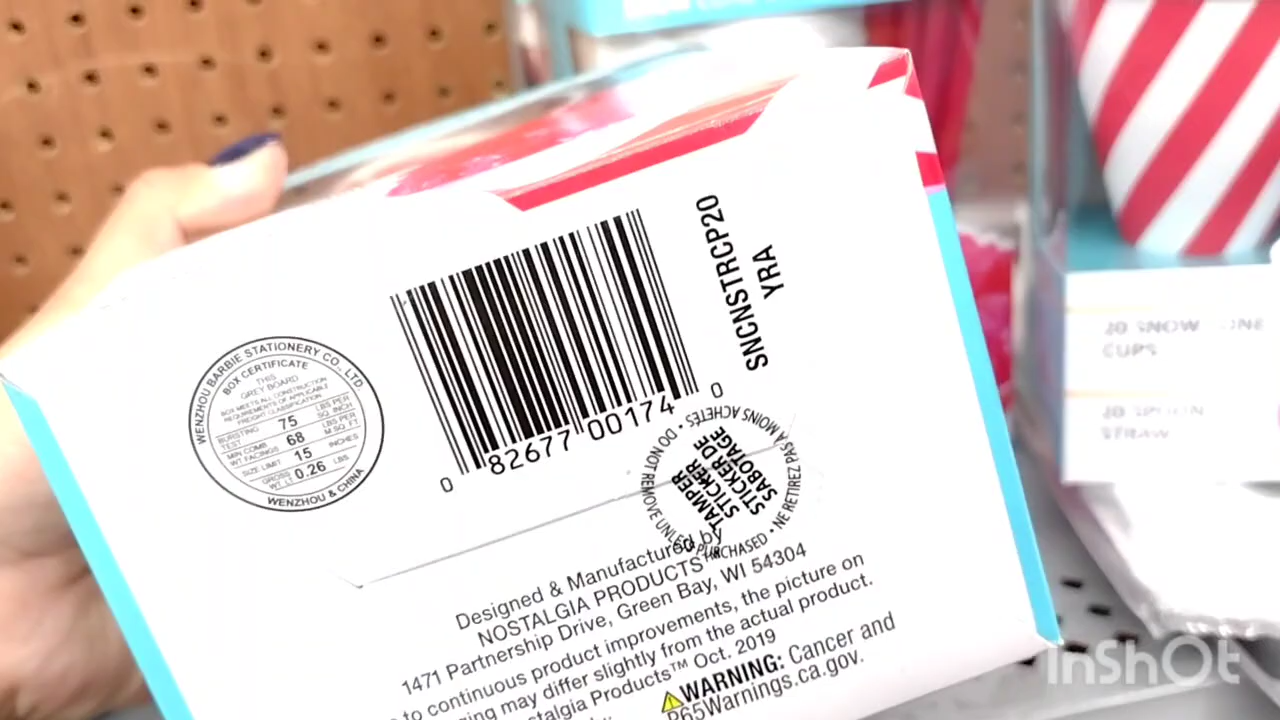 WENZHOU BARBIE STATIONERY CO., LTD.
BOX CERTIFICATE
THIS
GREY BOARD
BOX MEETS ALL CONSTRUCTION
REQUIREMENTS OF APPLICABLE
FREIGHT CLASSIFICATION
BURSTING TEST 75 LBS PER SQ. INCH
MIN COMB WT FACINGS 68 LBS PER M SQ. FT
SIZE LIMIT 15 INCHES
GROSS WT. LT 0.26 LBS
WENZHOU & CHINA
0 82677 00174 0
SNCNSTRCP20
YRA
TAMPER
STICKER
STICKER DE
SABOTAGE
DO NOT REMOVE UNLESS PURCHASED • NE RETIREZ PAS À MOINS ACHETÉS •
Designed & Manufactured by
NOSTALGIA PRODUCTS™
1471 Partnership Drive, Green Bay, WI 54304
to continuous product improvements, the picture on
may differ slightly from the actual product.
Products™ Oct. 2019
WARNING: Cancer and
P65Warnings.ca.gov.
20 SNOW CONE
CUPS
InShOt